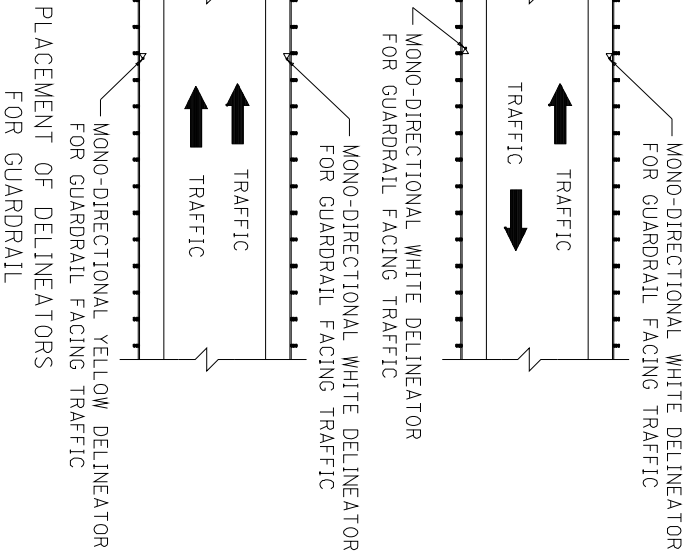 MONO-DIRECTIONAL WHITE DELINEATOR
FOR GUARDRAIL FACING TRAFFIC
TRAFFIC
TRAFFIC
MONO-DIRECTIONAL WHITE DELINEATOR
FOR GUARDRAIL FACING TRAFFIC
MONO-DIRECTIONAL WHITE DELINEATOR
FOR GUARDRAIL FACING TRAFFIC
TRAFFIC
TRAFFIC
MONO-DIRECTIONAL YELLOW DELINEATOR
FOR GUARDRAIL FACING TRAFFIC
PLACEMENT OF DELINEATORS
FOR GUARDRAIL